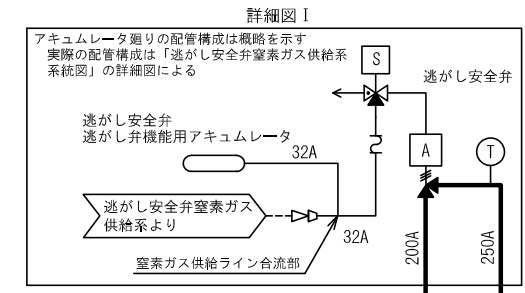 詳細図Ⅰ
アキュムレータ廻りの配管構成は概略を示す
実際の配管構成は「逃がし安全弁窒素ガス供給系
系統図」の詳細図による
S
逃がし安全弁
逃がし安全弁
逃がし弁機能用アキュムレータ
32A
A
T
逃がし安全弁窒素ガス
供給系より
32A
200A
250A
窒素ガス供給ライン合流部